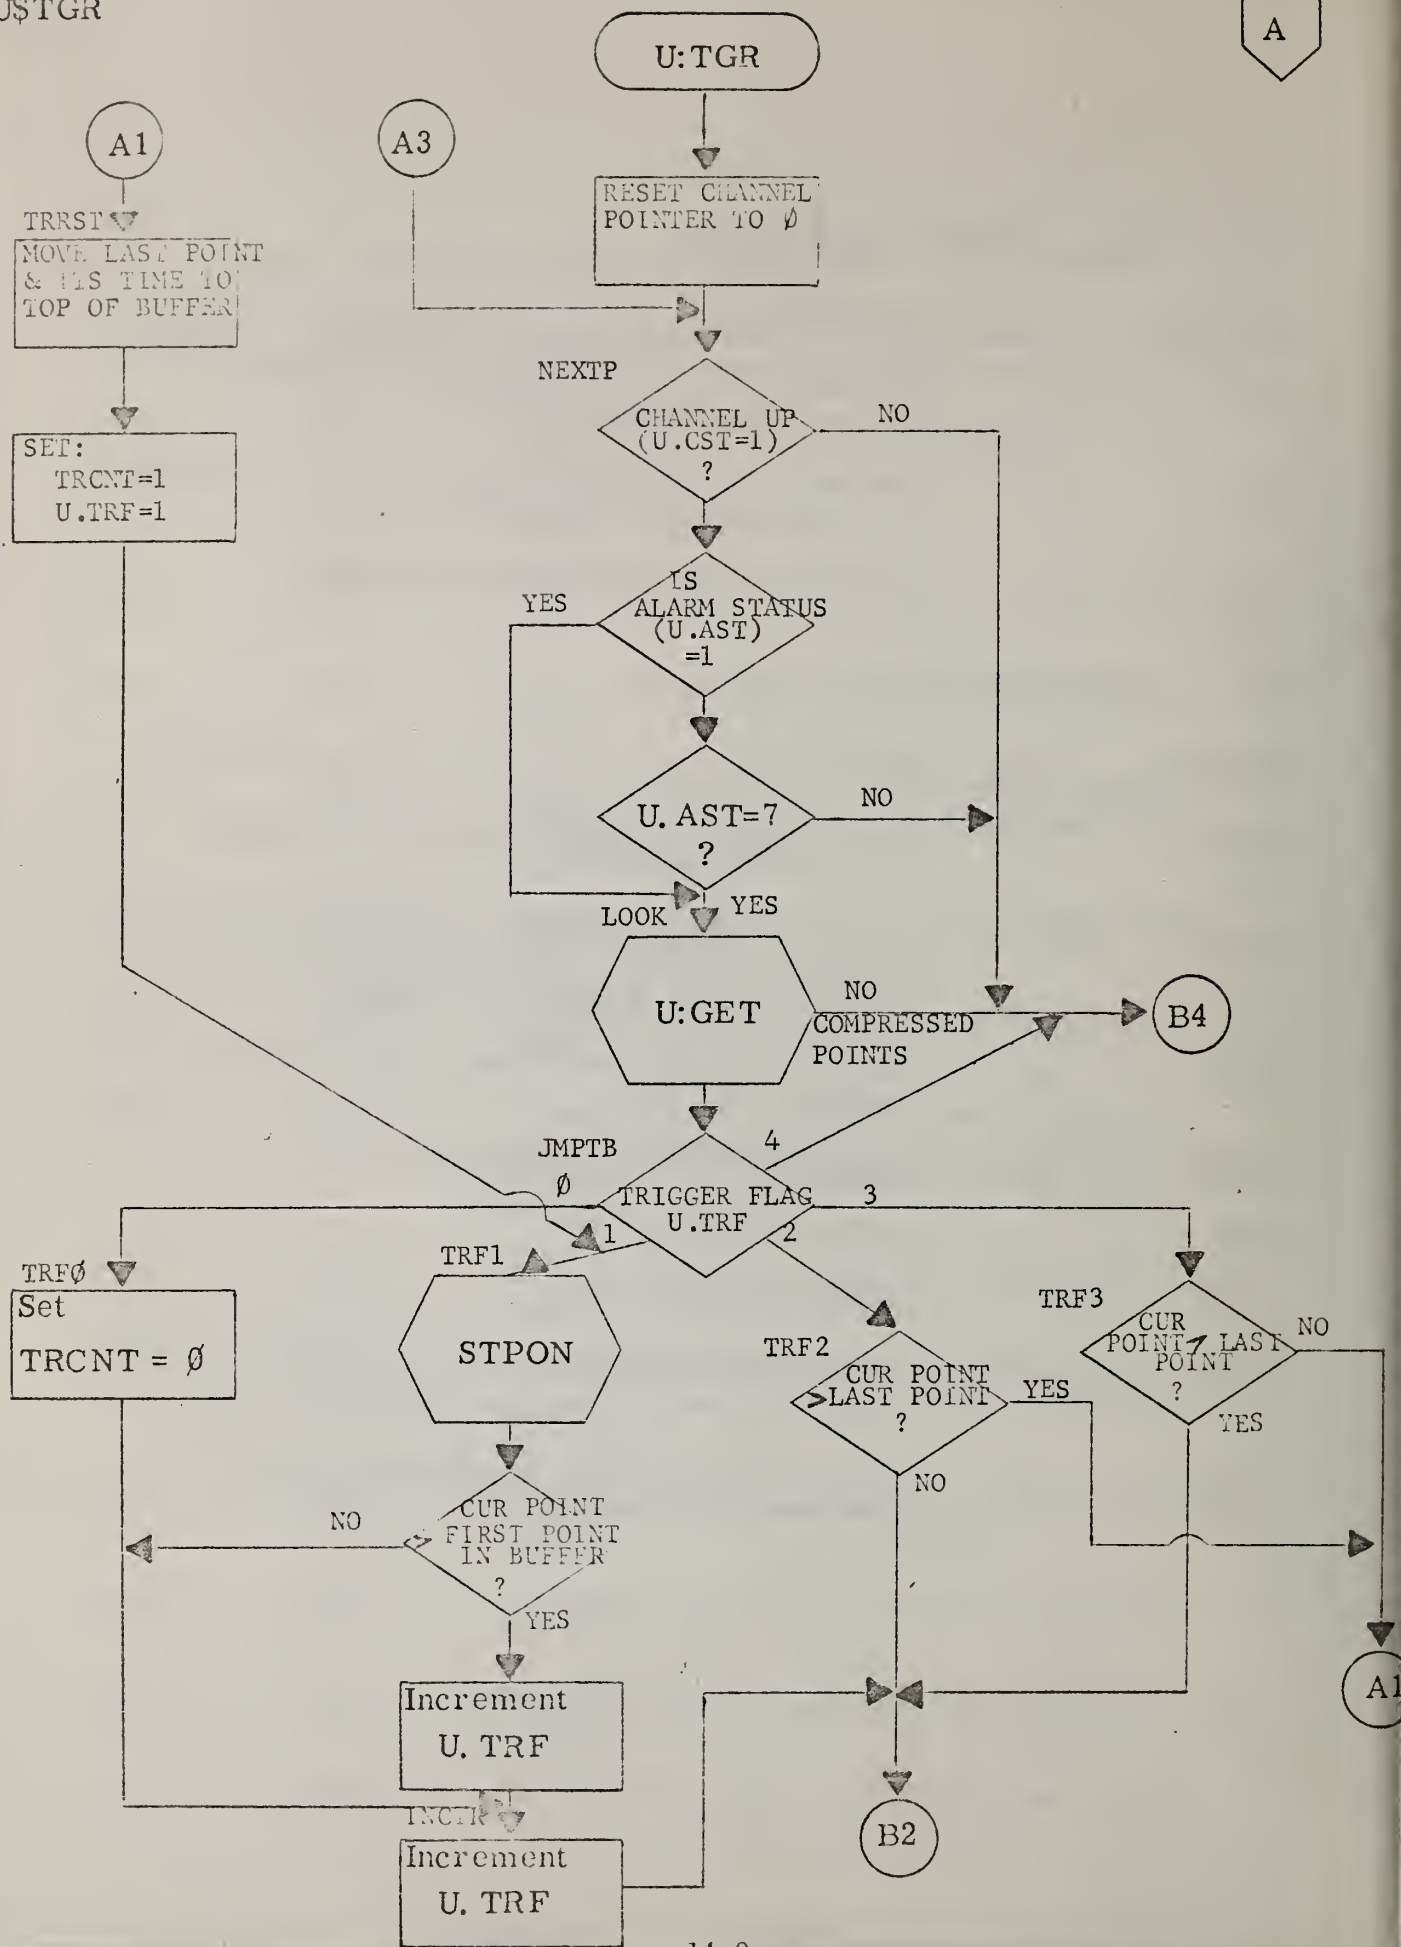 U$TGR
A
U:TGR
A1
A3
RESET CHANNEL
POINTER TO Ø
TRRST
MOVE LAST POINT
& ITS TIME TO
TOP OF BUFFER
NEXTP
CHANNEL UP
(U.CST=1)
?
NO
SET:
TRCNT=1
U.TRF=1
IS
ALARM STATUS
(U.AST)
=1
YES
U.AST=7
?
NO
YES
LOOK
U:GET
NO
COMPRESSED
POINTS
B4
JMPTB
TRIGGER FLAG
U.TRF
Ø
1
2
3
4
TRFØ
Set
TRCNT = Ø
TRF1
STPON
TRF2
CUR POINT
>LAST POINT
?
YES
NO
TRF3
CUR
POINT LAST
POINT
?
NO
YES
CUR POINT
> FIRST POINT
IN BUFFER
?
NO
YES
Increment
U. TRF
A1
INCTR
Increment
U. TRF
B2